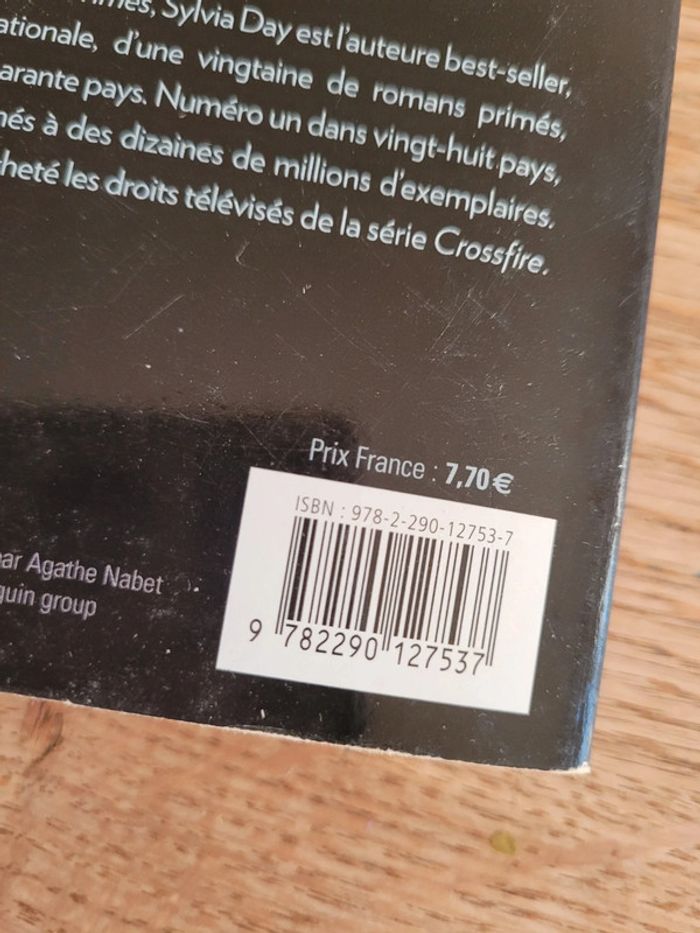 Sylvia Day est l'auteure best-seller,
d'une vingtaine de romans primés,
pays. Numéro un dans vingt-huit pays,
à des dizaines de millions d'exemplaires.
les droits télévisés de la série Crossfire.
Prix France : 7,70 €
ISBN : 978-2-290-12753-7
9 782290 127537
Agathe Nabet
group